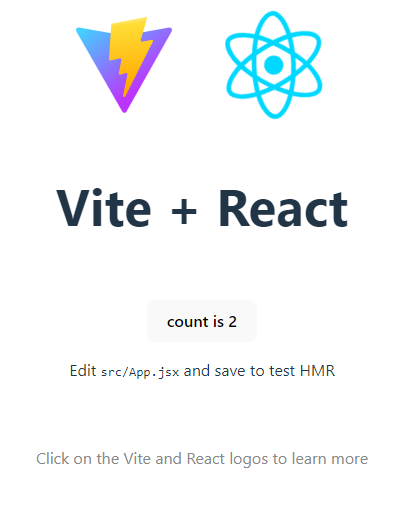 Vite + React
count is 2
Edit src/App.jsx and save to test HMR
Click on the Vite and React logos to learn more